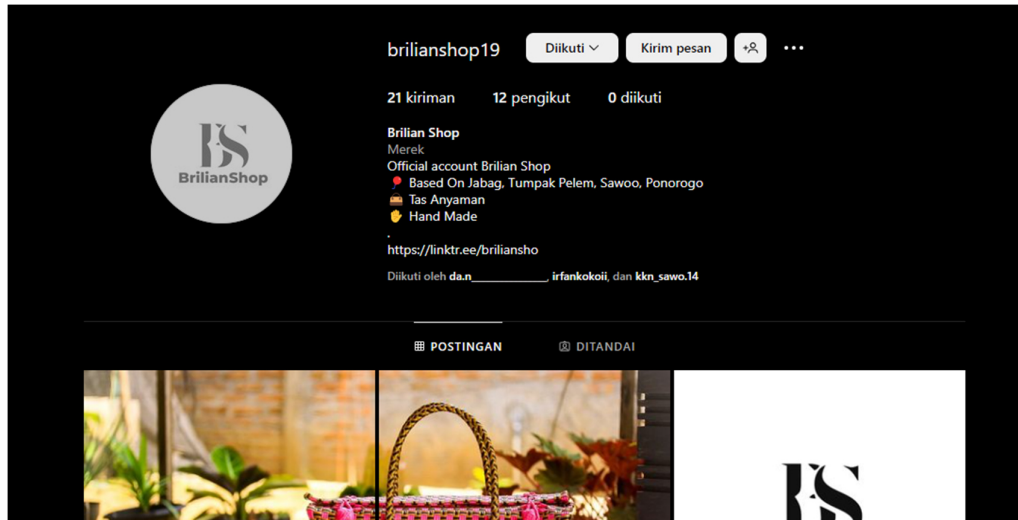 brilianshop19 Diikuti Kirim pesan
21 kiriman 12 pengikut 0 diikuti
BS
BrilianShop
Brilian Shop
Merek
Official account Brilian Shop
Based On Jabag, Tumpak Pelem, Sawoo, Ponorogo
Tas Anyaman
Hand Made
.
https://linktr.ee/briliansho
Diikuti oleh da.n_______________, irfankokoii, dan kkn_sawo.14
POSTINGAN DITANDAI
BS